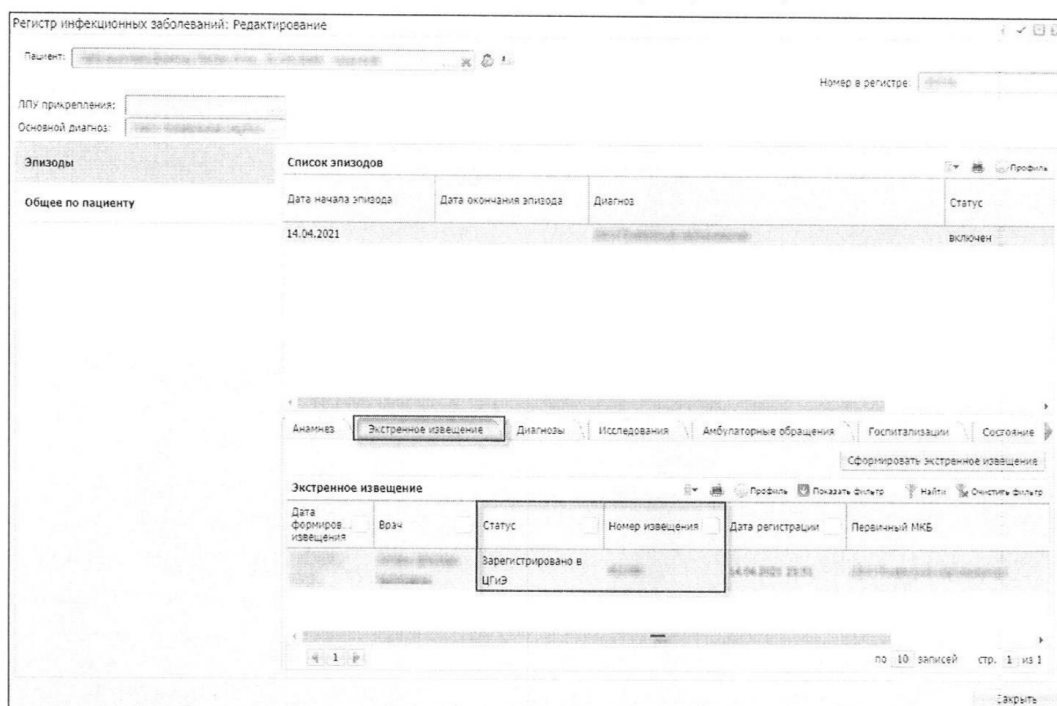 Регистр инфекционных заболеваний: Редактирование
Пациент:
Номер в регистре:
ЛПУ прикрепления:
Основной диагноз:
Эпизоды
Список эпизодов
Профиль
Общее по пациенту
Дата начала эпизода Дата окончания эпизода Диагноз Статус
14.04.2021 включен
Анамнез Экстренное извещение Диагнозы Исследования Амбулаторные обращения Госпитализации Состояние
Сформировать экстренное извещение
Экстренное извещение Профиль Показать фильтр Найти Очистить фильтр
Дата формиров... извещения Врач Статус Номер извещения Дата регистрации Первичный МКБ
Зарегистрировано в
ЦГиЭ
14.04.2021 23:51
1 по 10 записей стр. 1 из 1
Закрыть